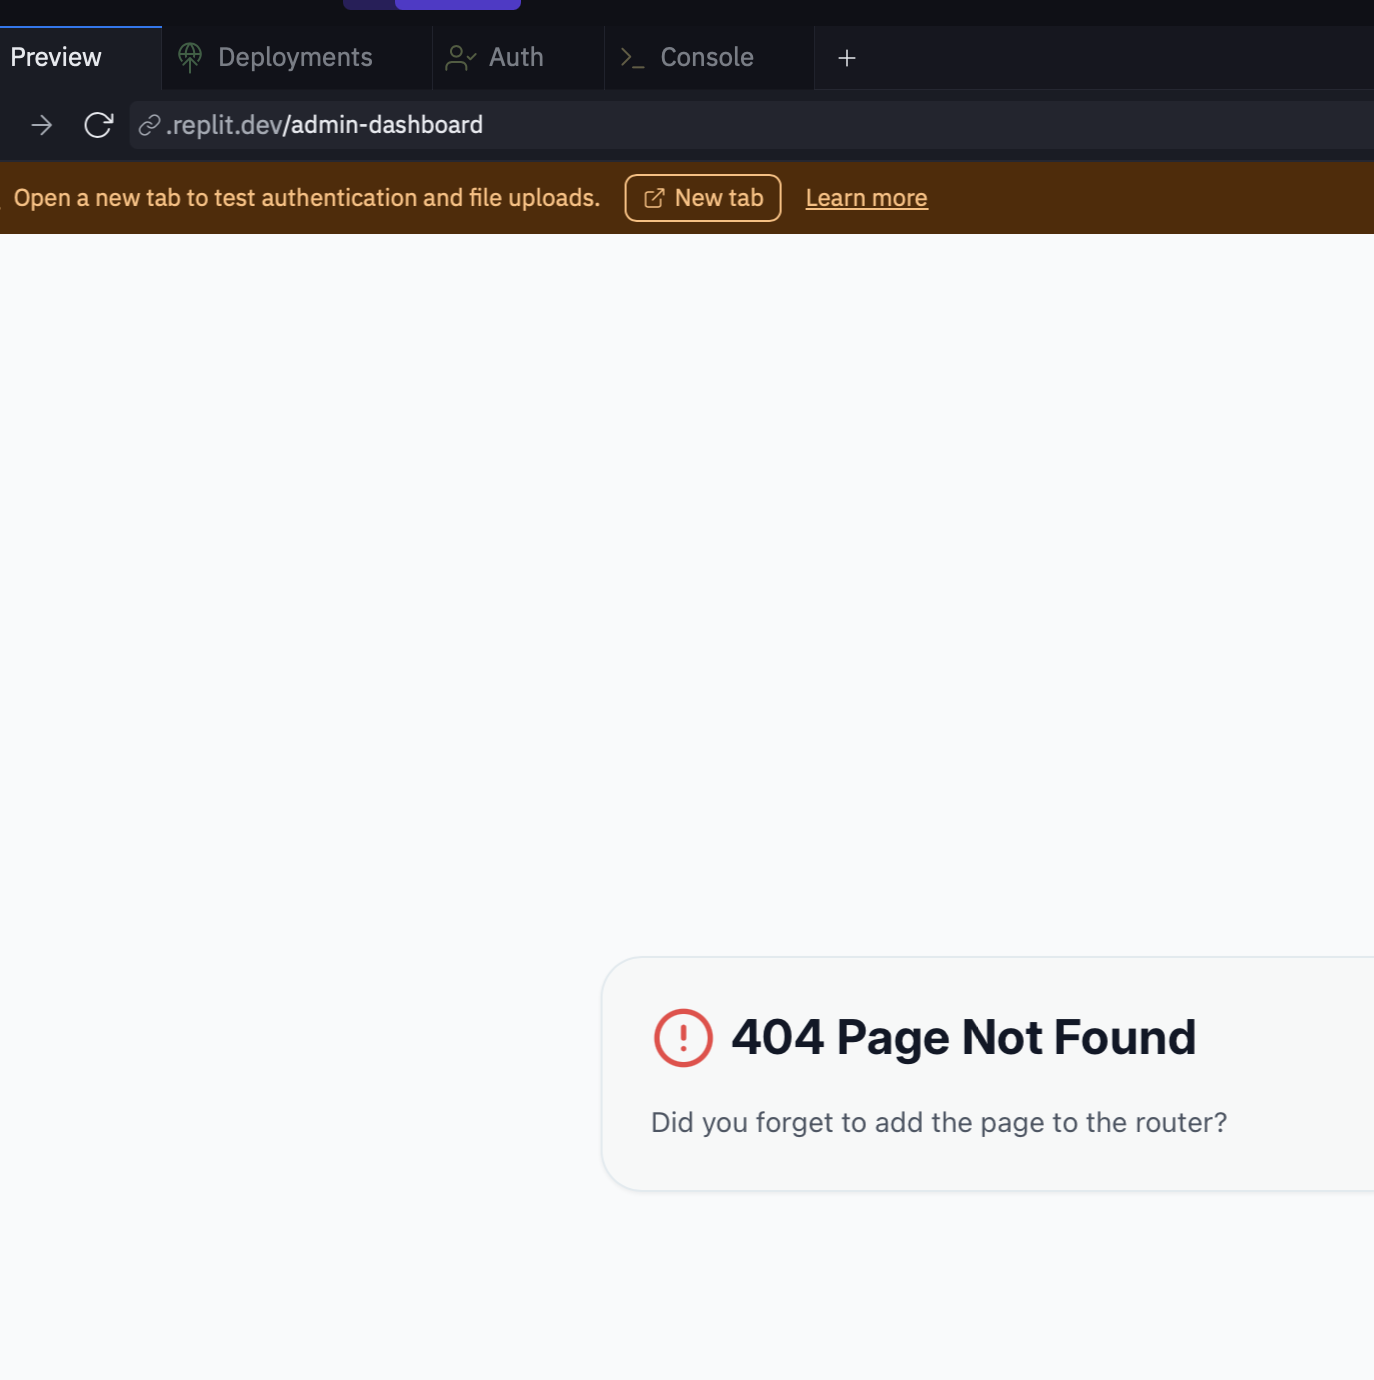 Preview Deployments Auth Console
.replit.dev/admin-dashboard
Open a new tab to test authentication and file uploads. New tab Learn more
404 Page Not Found
Did you forget to add the page to the router?